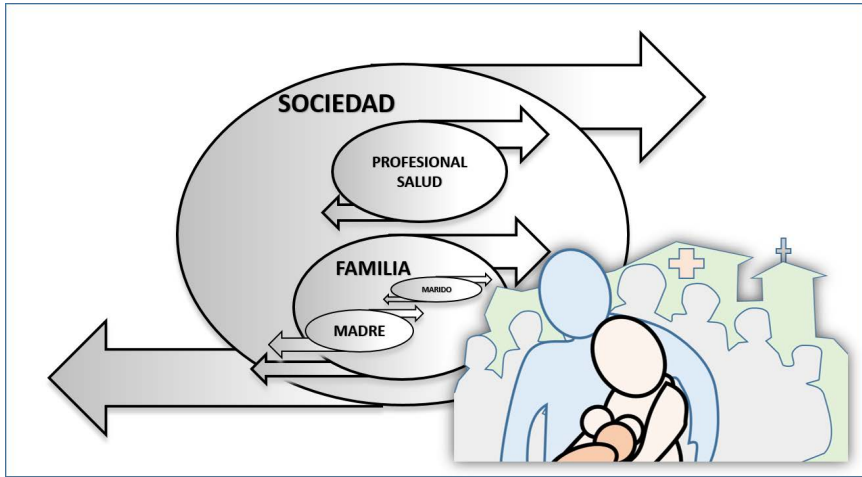 SOCIEDAD
PROFESIONAL
SALUD
FAMILIA
MARIDO
MADRE